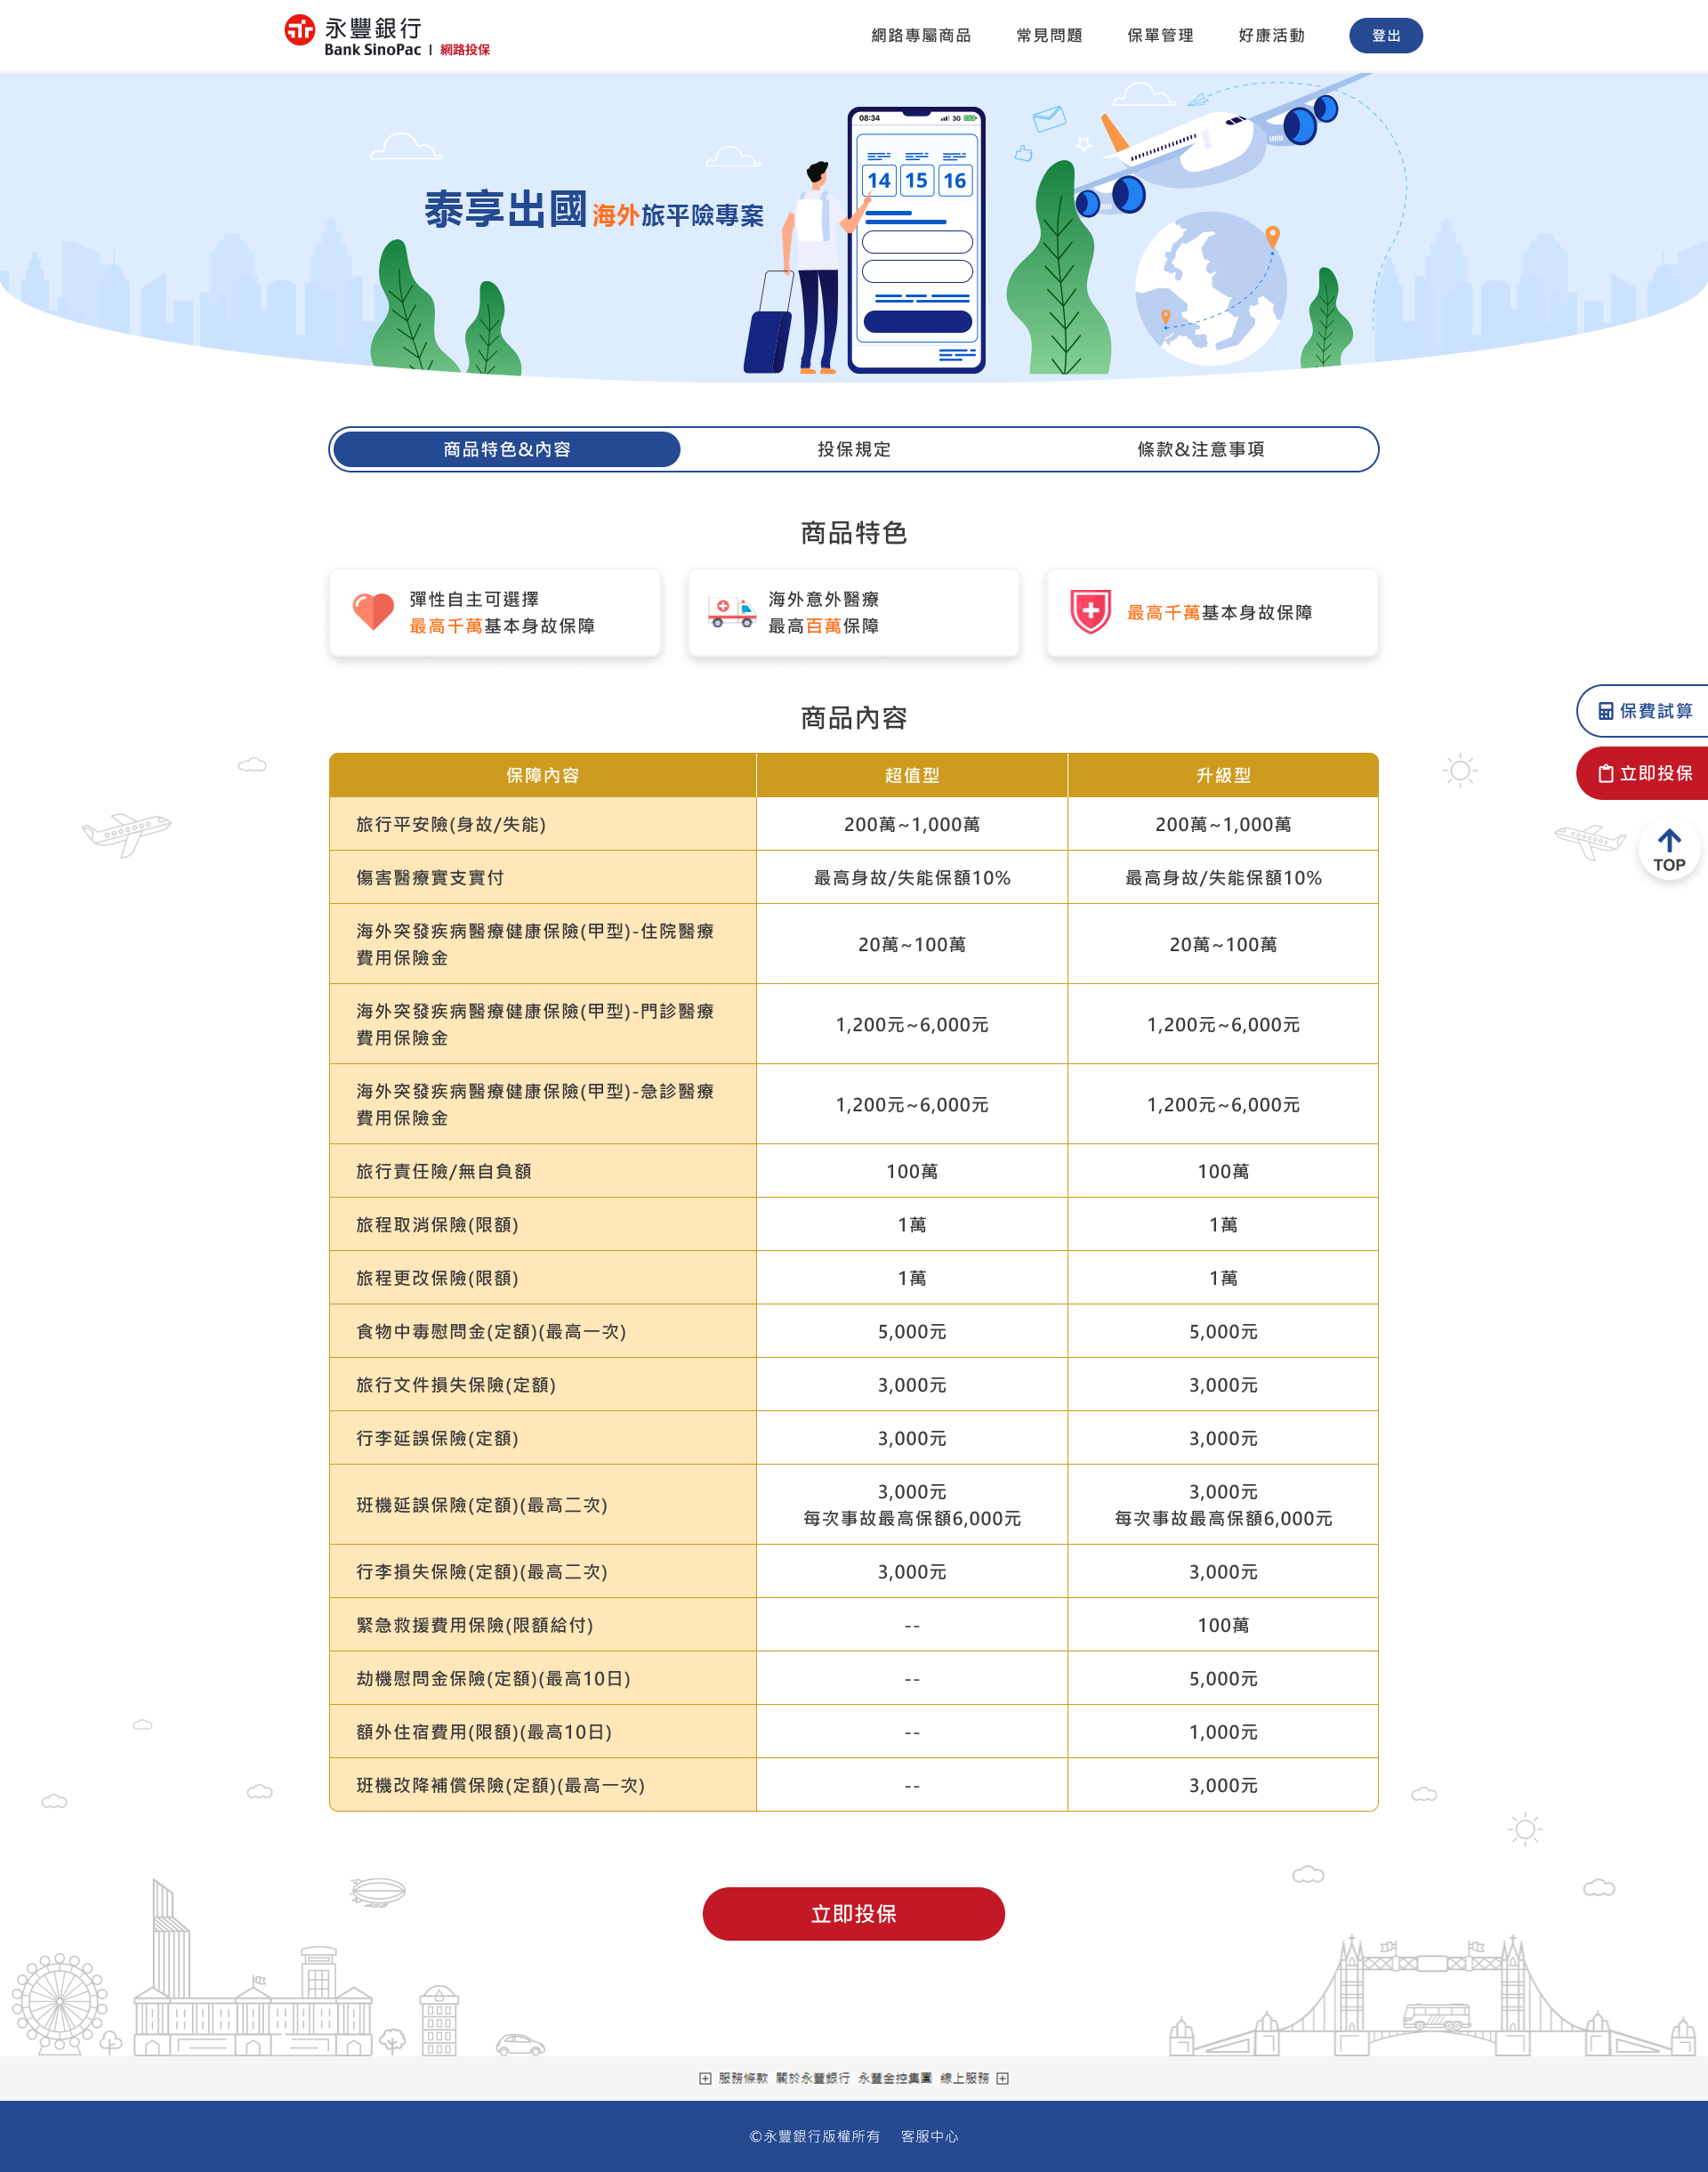 永豐銀行
Bank SinoPac | 網路投保
網路專屬商品 常見問題 保單管理 好康活動 登出
08:34 3G
14 15 16
泰享出國 海外旅平險專案
商品特色&內容 投保規定 條款&注意事項
商品特色
彈性自主可選擇
最高千萬基本身故保障
海外意外醫療
最高百萬保障
最高千萬基本身故保障
保費試算
立即投保
TOP
商品內容
保障內容 超值型 升級型
旅行平安險(身故/失能) 200萬~1,000萬 200萬~1,000萬
傷害醫療實支實付 最高身故/失能保額10% 最高身故/失能保額10%
海外突發疾病醫療健康保險(甲型)-住院醫療
費用保險金 20萬~100萬 20萬~100萬
海外突發疾病醫療健康保險(甲型)-門診醫療
費用保險金 1,200元~6,000元 1,200元~6,000元
海外突發疾病醫療健康保險(甲型)-急診醫療
費用保險金 1,200元~6,000元 1,200元~6,000元
旅行責任險/無自負額 100萬 100萬
旅程取消保險(限額) 1萬 1萬
旅程更改保險(限額) 1萬 1萬
食物中毒慰問金(定額)(最高一次) 5,000元 5,000元
旅行文件損失保險(定額) 3,000元 3,000元
行李延誤保險(定額) 3,000元 3,000元
班機延誤保險(定額)(最高二次) 3,000元 3,000元
每次事故最高保額6,000元 每次事故最高保額6,000元
行李損失保險(定額)(最高二次) 3,000元 3,000元
緊急救援費用保險(限額給付) -- 100萬
劫機慰問金保險(定額)(最高10日) -- 5,000元
額外住宿費用(限額)(最高10日) -- 1,000元
班機改降補償保險(定額)(最高一次) -- 3,000元
立即投保
服務條款 關於永豐銀行 永豐金控集團 線上服務
©永豐銀行版權所有 客服中心